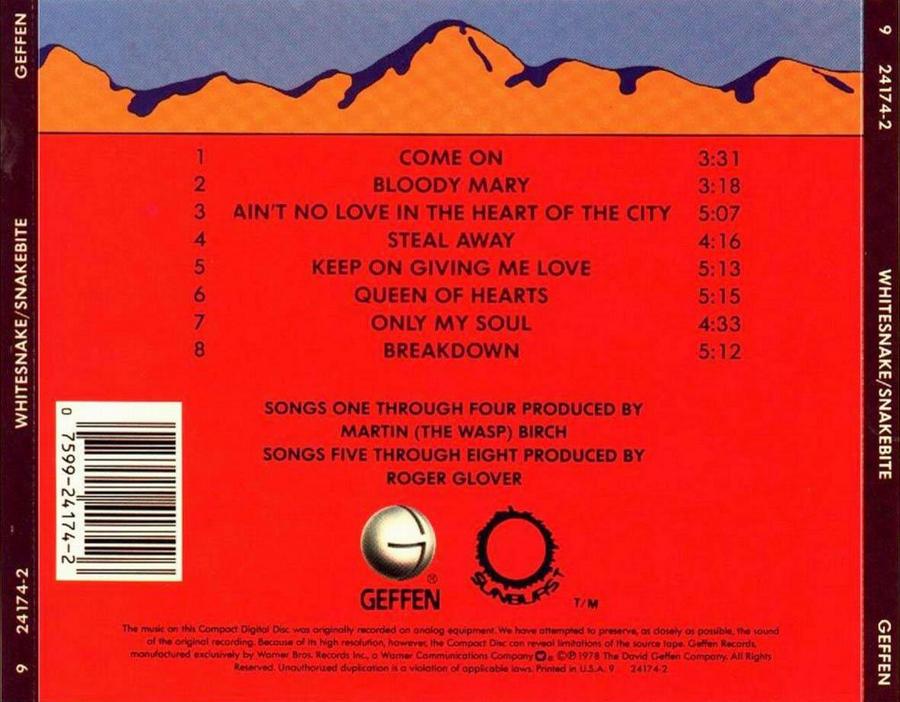 GEFFEN
WHITESNAKE/SNAKEBITE
9 24174-2
1 COME ON 3:31
2 BLOODY MARY 3:18
3 AIN'T NO LOVE IN THE HEART OF THE CITY 5:07
4 STEAL AWAY 4:16
5 KEEP ON GIVING ME LOVE 5:13
6 QUEEN OF HEARTS 5:15
7 ONLY MY SOUL 4:33
8 BREAKDOWN 5:12
SONGS ONE THROUGH FOUR PRODUCED BY
MARTIN (THE WASP) BIRCH
SONGS FIVE THROUGH EIGHT PRODUCED BY
ROGER GLOVER
0 7599-24174-2
G
®
GEFFEN
SUNBURST
T/M
The music on this Compact Digital Disc was originally recorded on analog equipment. We have attempted to preserve, as closely as possible, the sound
of the original recording. Because of its high resolution, however, the Compact Disc can reveal limitations of the source tape. Geffen Records,
manufactured exclusively by Warner Bros. Records Inc., a Warner Communications Company ® ©℗ 1978 The David Geffen Company. All Rights
Reserved. Unauthorized duplication is a violation of applicable laws. Printed in U.S.A. 9 24174-2
9 24174-2
WHITESNAKE/SNAKEBITE
GEFFEN